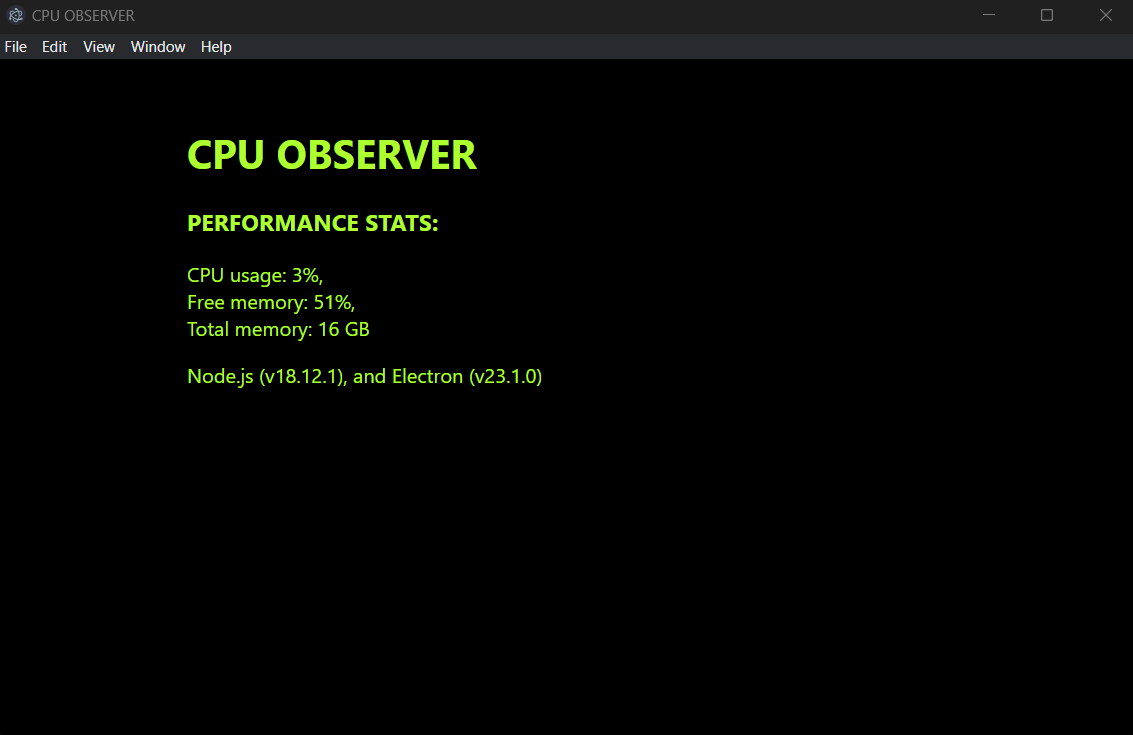 CPU OBSERVER
File Edit View Window Help
CPU OBSERVER
PERFORMANCE STATS:
CPU usage: 3%,
Free memory: 51%,
Total memory: 16 GB
Node.js (v18.12.1), and Electron (v23.1.0)